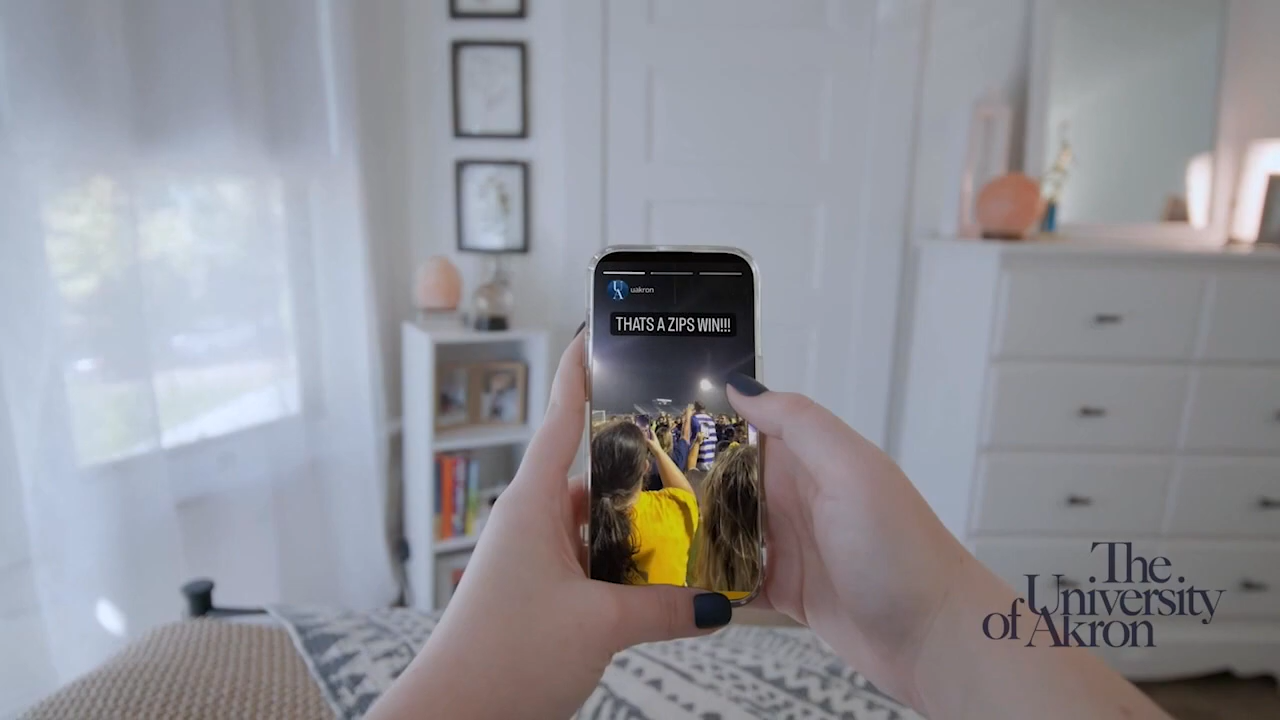 uakron
THATS A ZIPS WIN!!!
The
University
of Akron